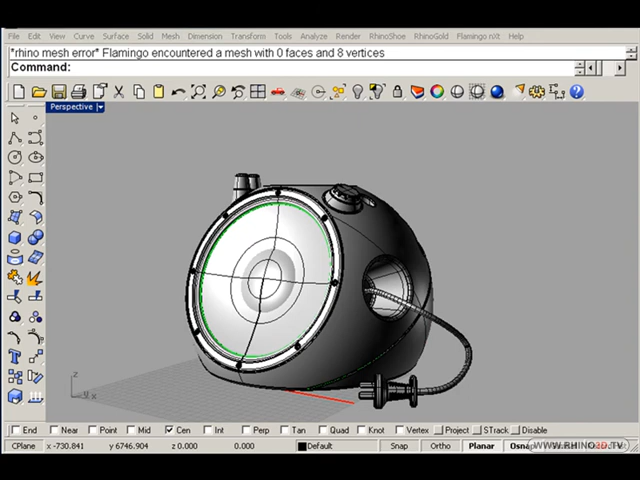 File Edit View Curve Surface Solid Mesh Dimension Transform Tools Analyze Render RhinoShoe RhinoGold Flamingo nXt Help
*rhino mesh error* Flamingo encountered a mesh with 0 faces and 8 vertices
Command:
Perspective
z
x
End Near Point Mid Cen Int Perp Tan Quad Knot Vertex Project STrack Disable
CPlane x -730.841 y 6746.904 z 0.000 0.000 Default Snap Ortho Planar Osnap
WWW.RHINO3D.TV